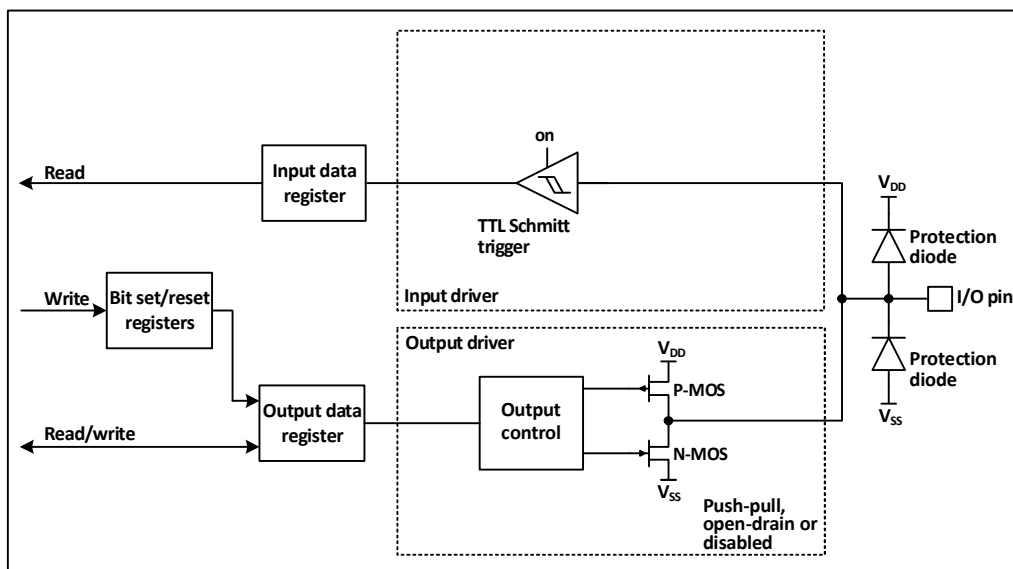 on
Read
Input data
register
TTL Schmitt
trigger
VDD
Protection
diode
Write
Bit set/reset
registers
Input driver
I/O pin
Output driver
VDD
P-MOS
Protection
diode
Output data
register
Output
control
VSS
Read/write
N-MOS
VSS
Push-pull,
open-drain or
disabled